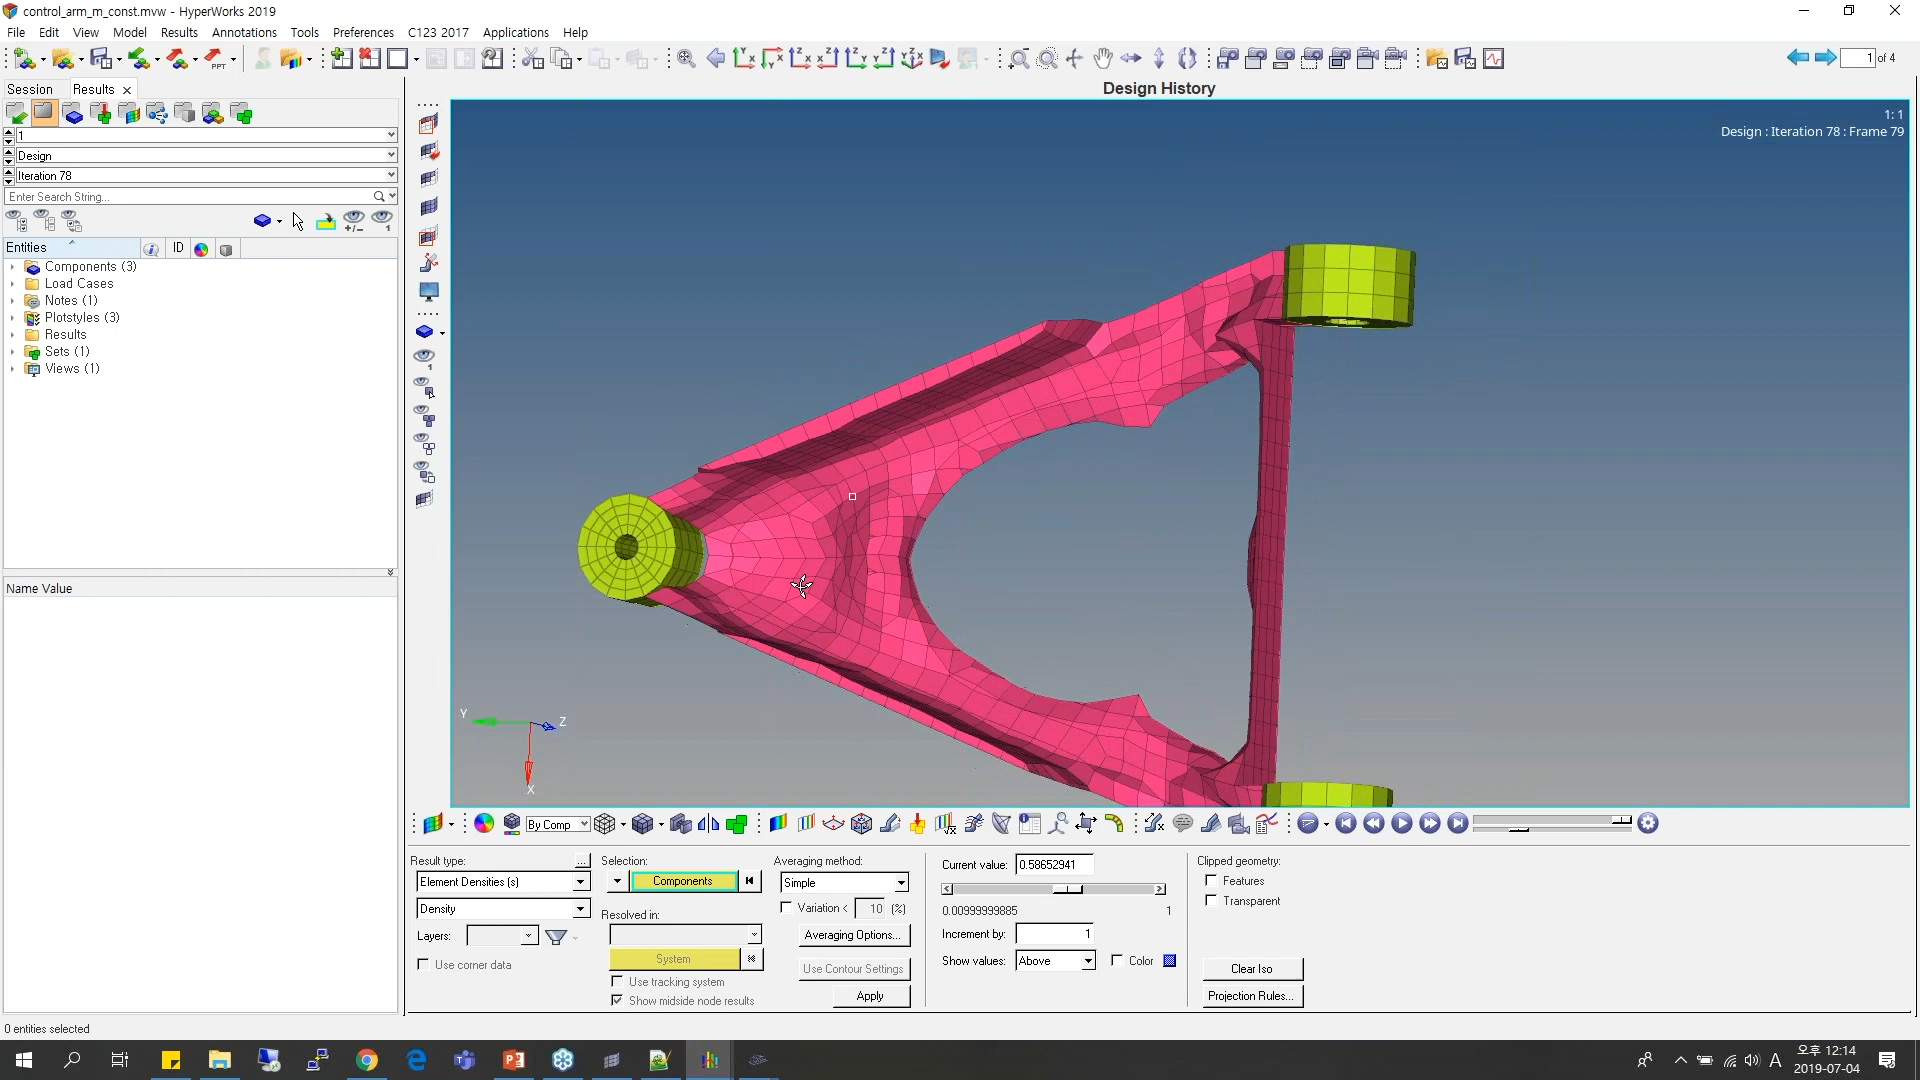 control_arm_m_const.mvw - HyperWorks 2019
File Edit View Model Results Annotations Tools Preferences C123 2017 Applications Help
1 of 4
Session Results
Design History
1
Design
Iteration 78
Enter Search String...
1: 1
Design : Iteration 78 : Frame 79
Entities ID
Components (3)
Load Cases
Notes (1)
Plotstyles (3)
Results
Sets (1)
Views (1)
Name Value
Y
Z
X
By Comp
Result type: ...
Element Densities (s)
Density
Layers:
Use corner data
Selection:
Components
Resolved in:
System
Use tracking system
Show midside node results
Averaging method:
Simple
Variation < 10 (%)
Averaging Options...
Use Contour Settings
Apply
Current value: 0.58652941
0.00999999885 1
Increment by: 1
Show values: Above Color
Clipped geometry:
Features
Transparent
Clear Iso
Projection Rules...
0 entities selected
A
오후 12:14
2019-07-04